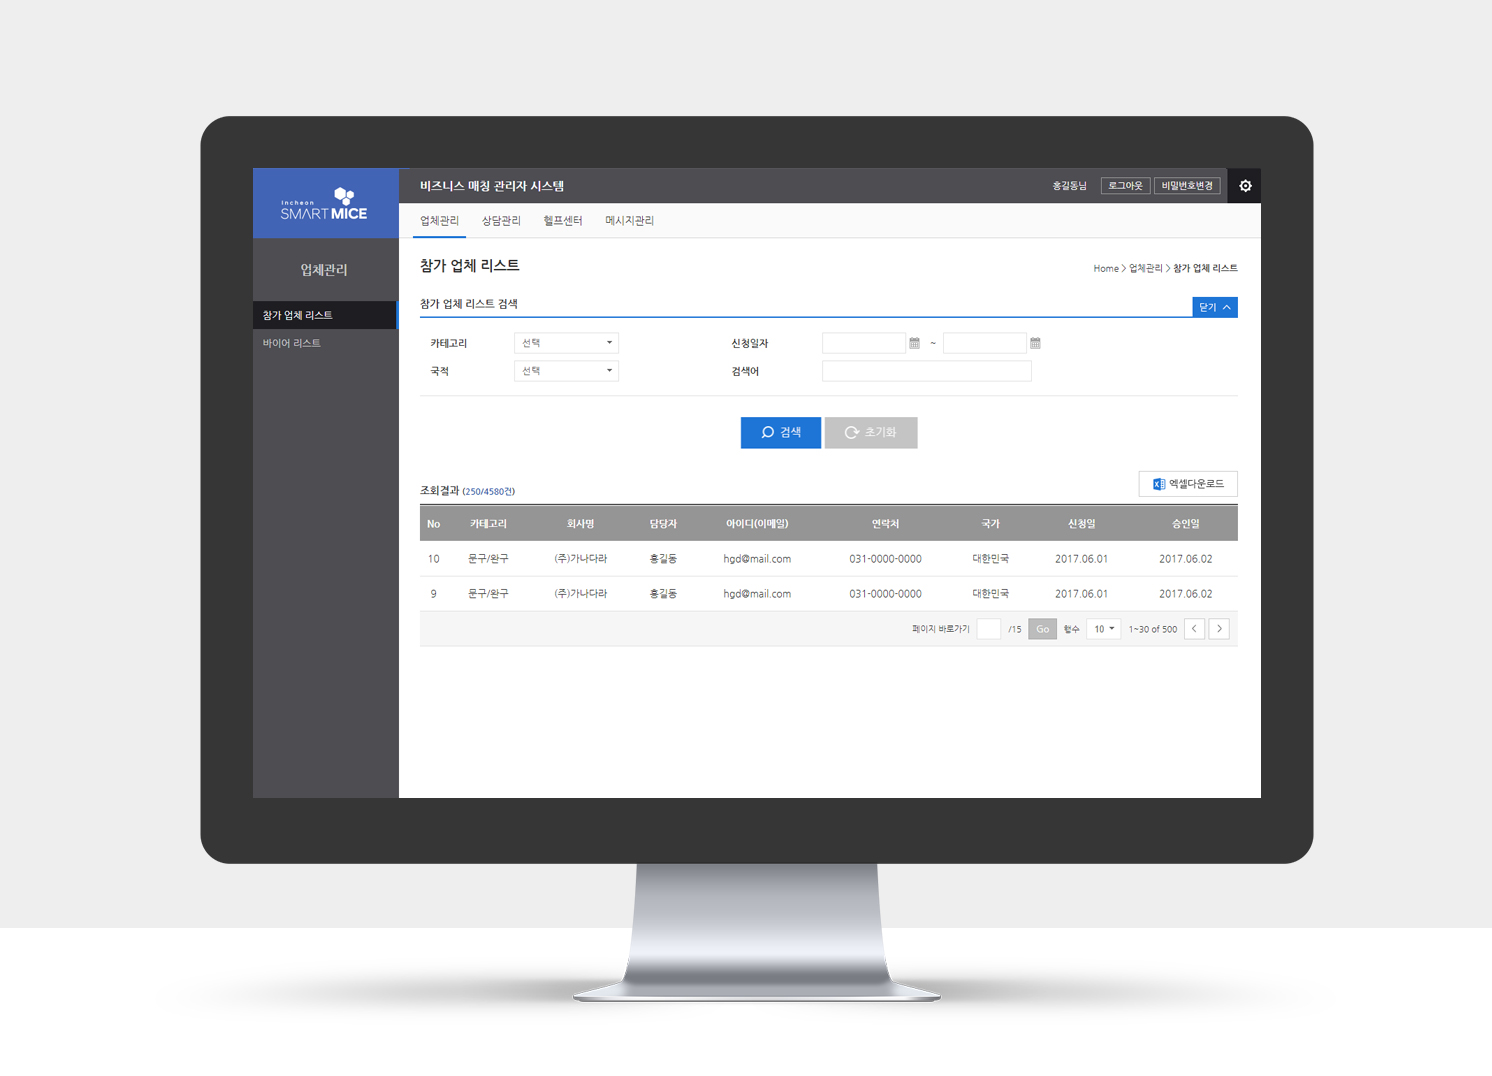 Incheon
SMART MICE
비즈니스 매칭 관리자 시스템
홍길동님 로그아웃 비밀번호변경
업체관리 상담관리 헬프센터 메시지관리
업체관리
참가 업체 리스트
바이어 리스트
참가 업체 리스트
Home > 업체관리 > 참가 업체 리스트
참가 업체 리스트 검색 닫기
카테고리 선택 신청일자 ~
국적 선택 검색어
검색 초기화
조회결과 (250/4580건) 엑셀다운로드
No 카테고리 회사명 담당자 아이디(이메일) 연락처 국가 신청일 승인일
10 문구/완구 (주)가나다라 홍길동 hgd@mail.com 031-0000-0000 대한민국 2017.06.01 2017.06.02
9 문구/완구 (주)가나다라 홍길동 hgd@mail.com 031-0000-0000 대한민국 2017.06.01 2017.06.02
페이지 바로가기 /15 Go 행수 10 1~30 of 500 < >